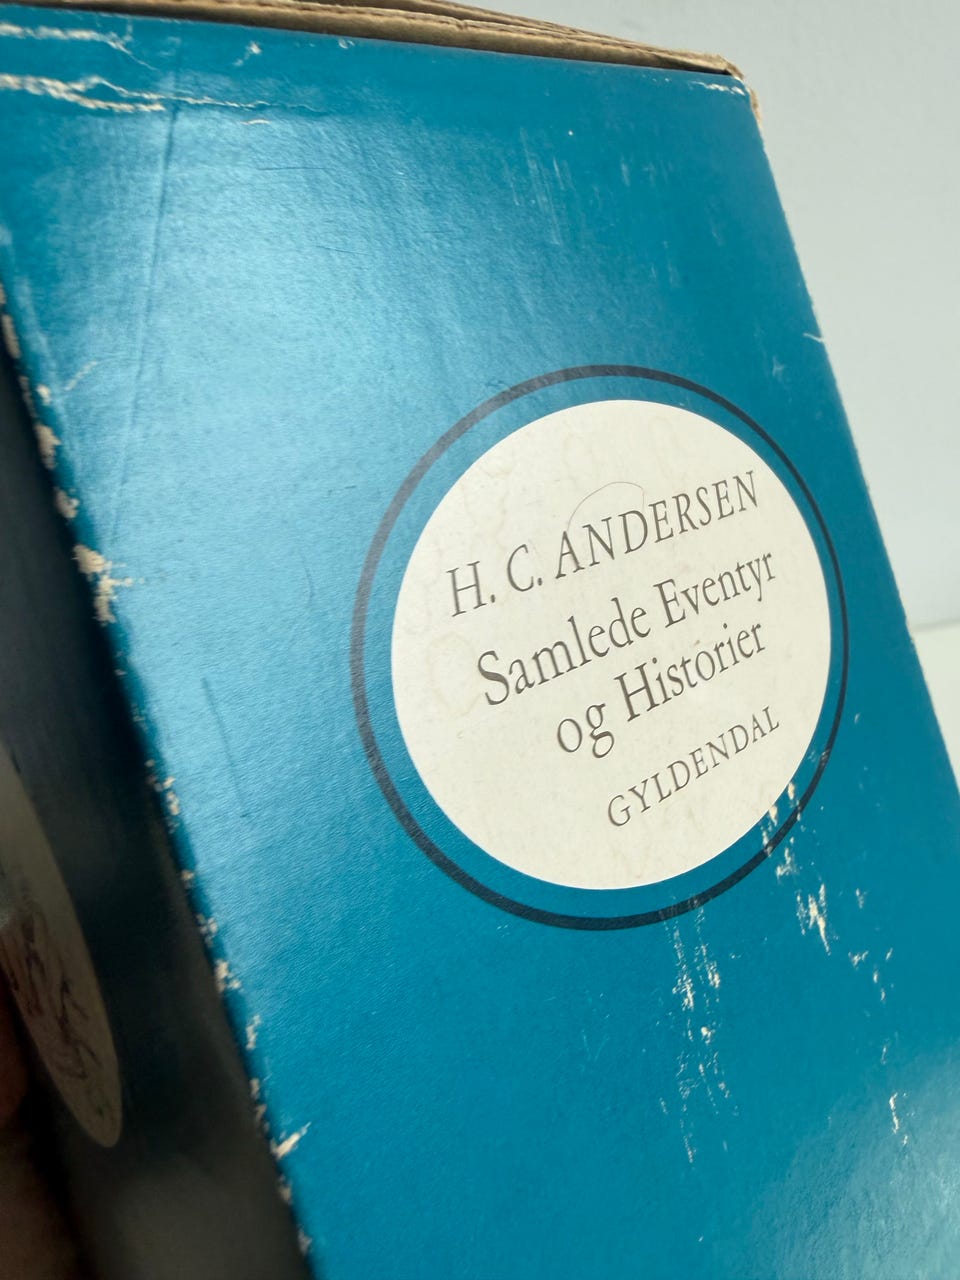 H. C. ANDERSEN
Samlede Eventyr
og Historier
GYLDENDAL